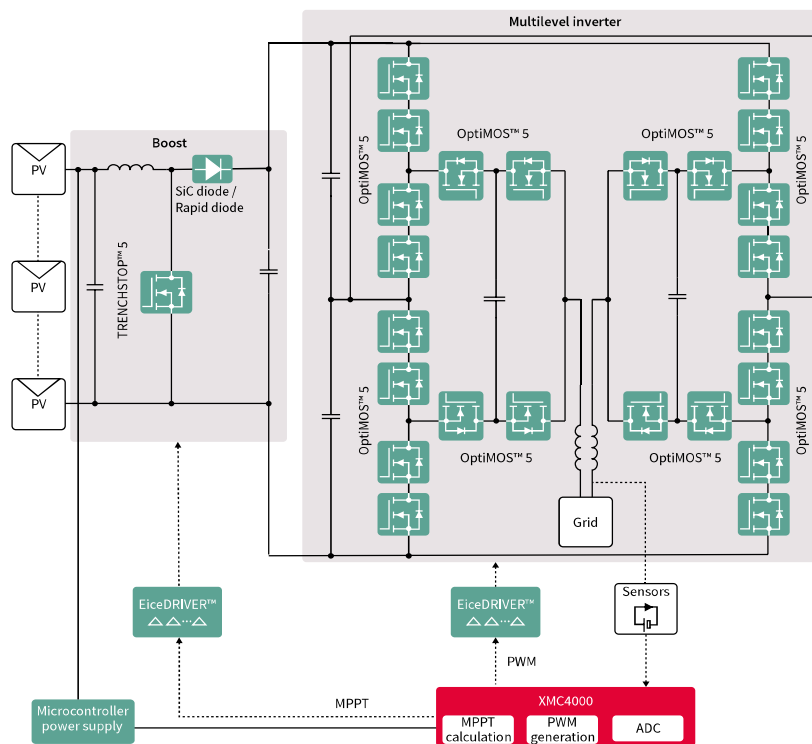 Multilevel inverter
Boost
PV
SiC diode /
Rapid diode
TRENCHSTOP™ 5
PV
PV
OptiMOS™ 5
OptiMOS™ 5
OptiMOS™ 5
OptiMOS™ 5
OptiMOS™ 5
OptiMOS™ 5
OptiMOS™ 5
OptiMOS™ 5
Grid
EiceDRIVER™
EiceDRIVER™
Sensors
PWM
MPPT
Microcontroller
power supply
XMC4000
MPPT
calculation
PWM
generation
ADC